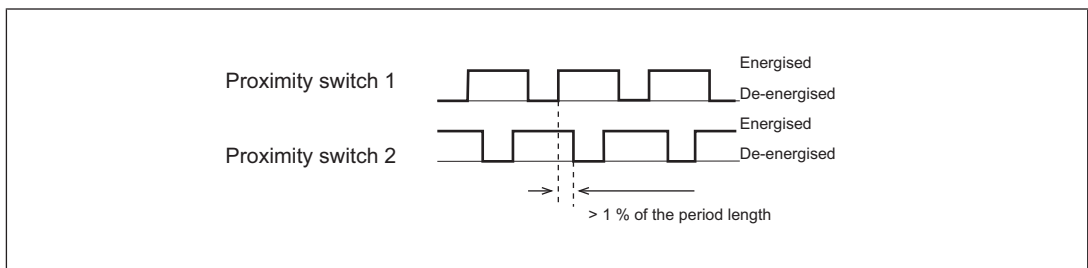 Proximity switch 1
Energised
De-energised
Proximity switch 2
Energised
De-energised
> 1 % of the period length